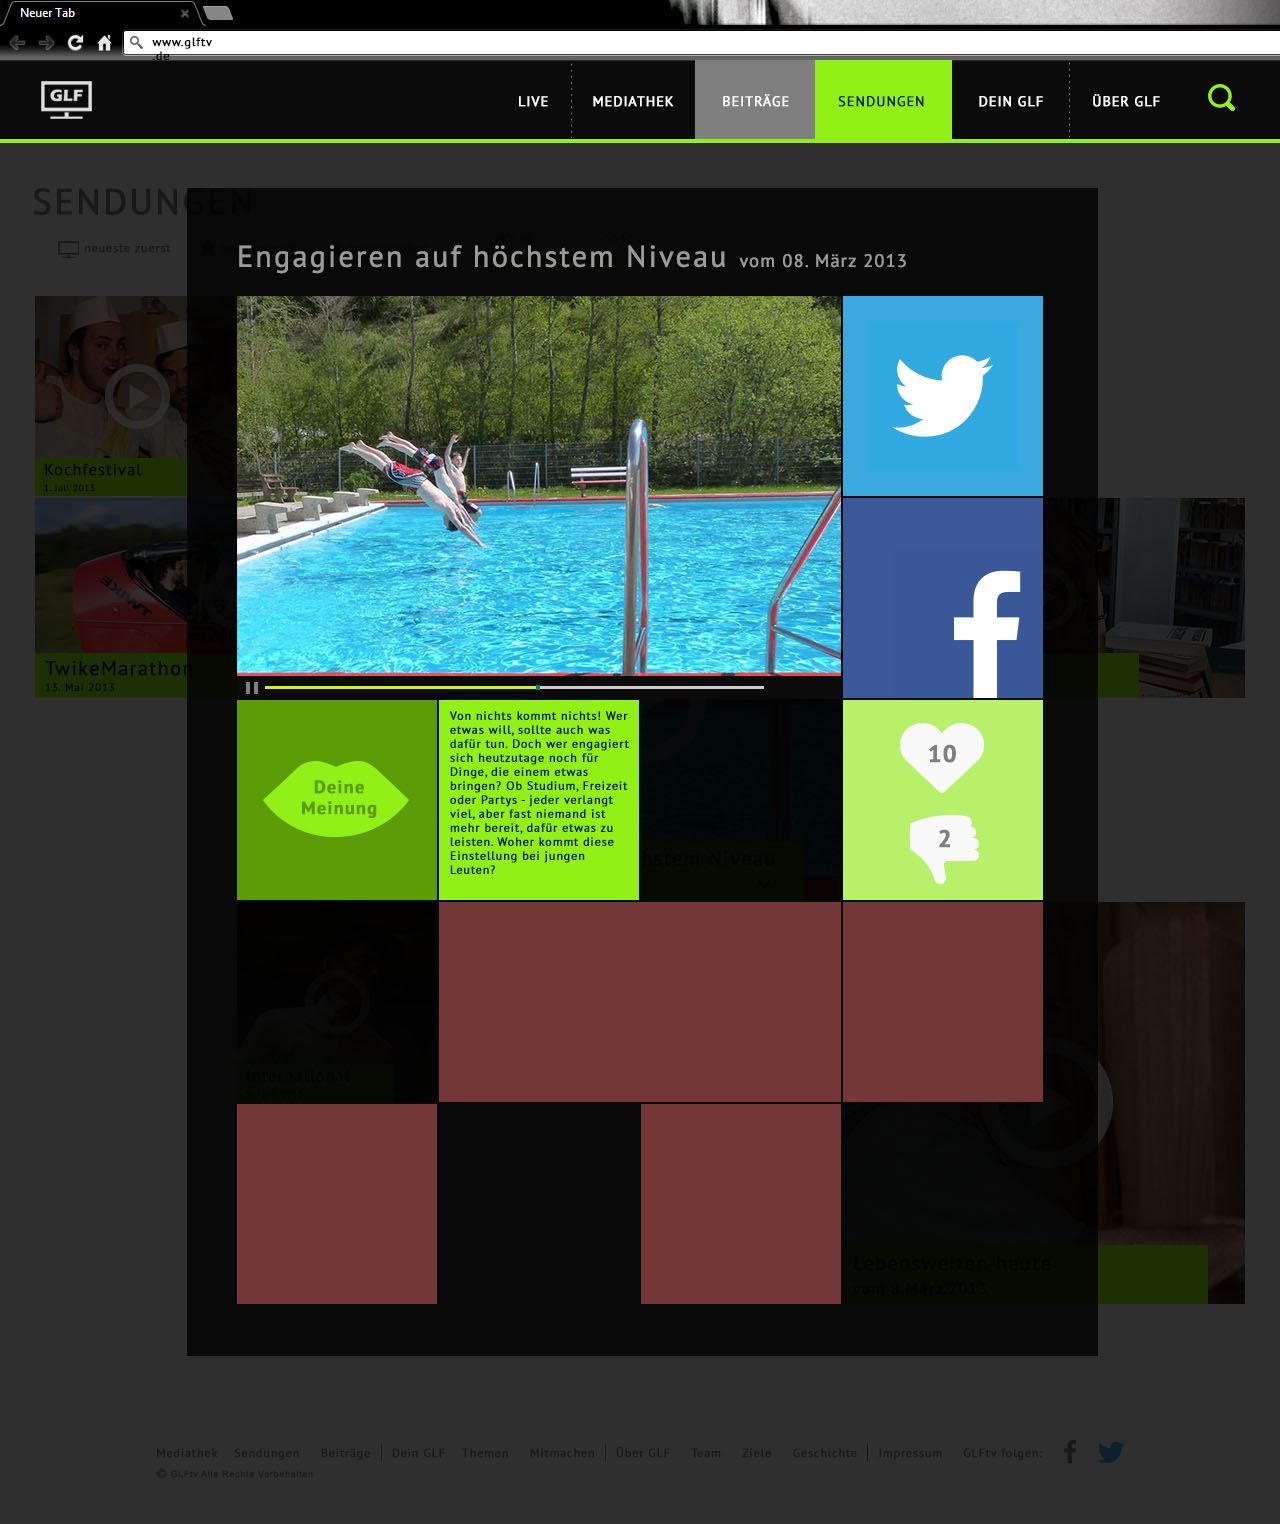 Neuer Tab
www.glftv
.de
GLF
LIVE
MEDIATHEK
BEITRÄGE
SENDUNGEN
DEIN GLF
ÜBER GLF
SENDUNGEN
neueste zuerst
Engagieren auf höchstem Niveau vom 08. März 2013
Kochfestival
1. Juli 2013
TWIKE
TwikeMarathon
13. Mai 2013
Deine
Meinung
Von nichts kommt nichts! Wer
etwas will, sollte auch was
dafür tun. Doch wer engagiert
sich heutzutage noch für
Dinge, die einem etwas
bringen? Ob Studium, Freizeit
oder Partys - jeder verlangt
viel, aber fast niemand ist
mehr bereit, dafür etwas zu
leisten. Woher kommt diese
Einstellung bei jungen
Leuten?
chstem Niveau
10
2
International
Lebenswelten heute
vom 8.März.2013
Mediathek Sendungen Beiträge Dein GLF Themen Mitmachen Über GLF Team Ziele Geschichte Impressum GLFtv folgen:
© GLFtv Alle Rechte Vorbehalten